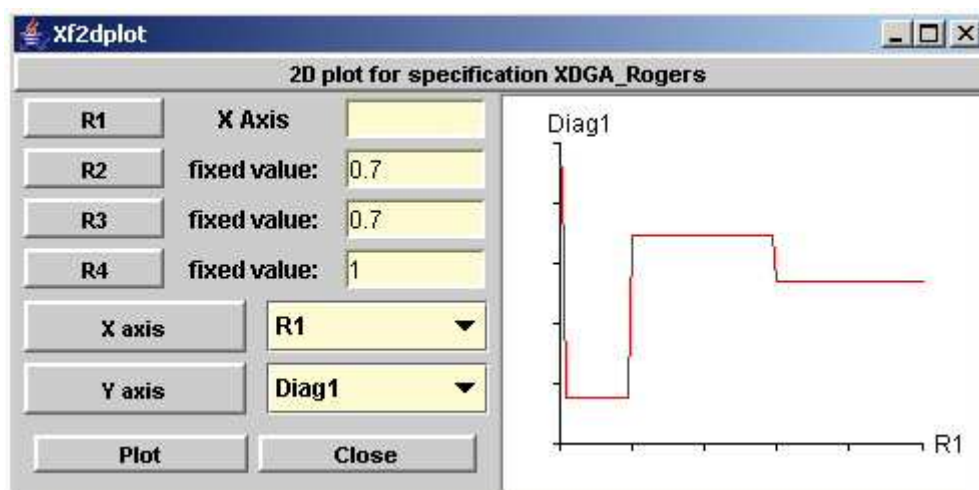 Xf2dplot
2D plot for specification XDGA_Rogers
R1 X Axis
R2 fixed value: 0.7
R3 fixed value: 0.7
R4 fixed value: 1
X axis R1
Y axis Diag1
Plot Close
Diag1
R1